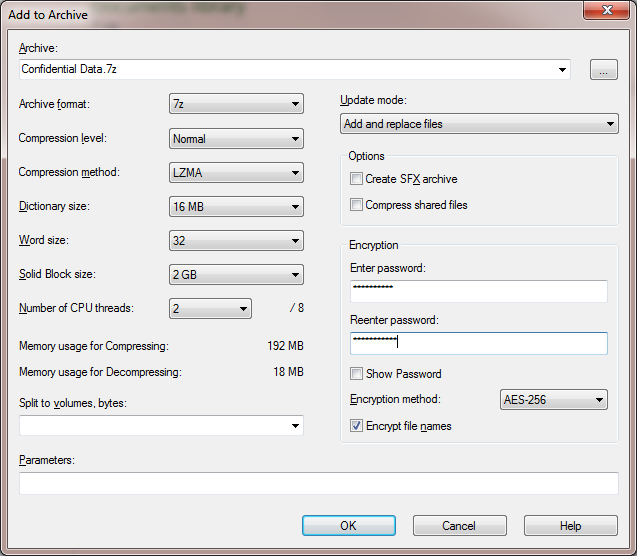 Documents library
Add to Archive
Archive:
Confidential Data.7z
...
Archive format:
7z
Compression level:
Normal
Compression method:
LZMA
Dictionary size:
16 MB
Word size:
32
Solid Block size:
2 GB
Number of CPU threads:
2
/ 8
Memory usage for Compressing:
192 MB
Memory usage for Decompressing:
18 MB
Split to volumes, bytes:
Update mode:
Add and replace files
Options
Create SFX archive
Compress shared files
Encryption
Enter password:
**********
Reenter password:
***********
Show Password
Encryption method:
AES-256
Encrypt file names
Parameters:
OK
Cancel
Help